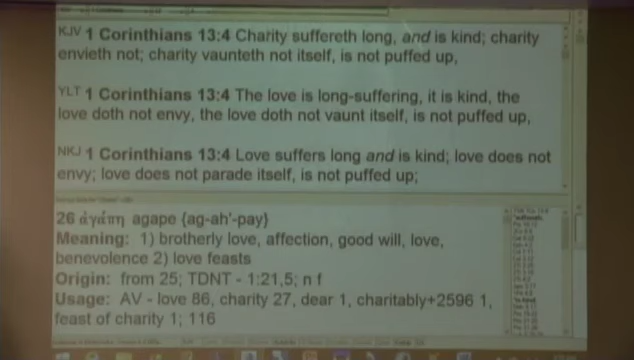 KJV 1 Corinthians 13:4 Charity suffereth long, and is kind; charity
envieth not; charity vaunteth not itself, is not puffed up,
YLT 1 Corinthians 13:4 The love is long-suffering, it is kind, the
love doth not envy, the love doth not vaunt itself, is not puffed up,
NKJ 1 Corinthians 13:4 Love suffers long and is kind; love does not
envy; love does not parade itself, is not puffed up;
26 ἀγάπη agape {ag-ah'-pay}
Meaning: 1) brotherly love, affection, good will, love,
benevolence 2) love feasts
Origin: from 25; TDNT - 1:21,5; n f
Usage: AV - love 86, charity 27, dear 1, charitably+2596 1,
feast of charity 1; 116